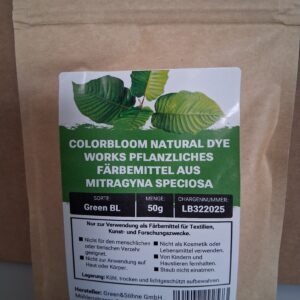 COLORBLOOM NATURAL DYE
WORKS PFLANZLICHES
FÄRBEMITTEL AUS
MITRAGYNA SPECIOSA
SORTE:
Green BL
MENGE:
50g
CHARGENNUMMER:
LB322025
Nur zur Verwendung als Färbemittel für Textilien,
Kunst- und Forschungszwecke.
Nicht für den menschlichen
oder tierischen Verzehr
geeignet.
Nicht zur Anwendung auf
Haut oder Körper.
Nicht als Kosmetik oder
Lebensmittel verwenden.
Von Kindern und
Haustieren fernhalten.
Staub nicht einatmen.
Lagerung: Kühl, trocken und lichtgeschützt aufbewahren.
Hersteller: Green&Söhne GmbH